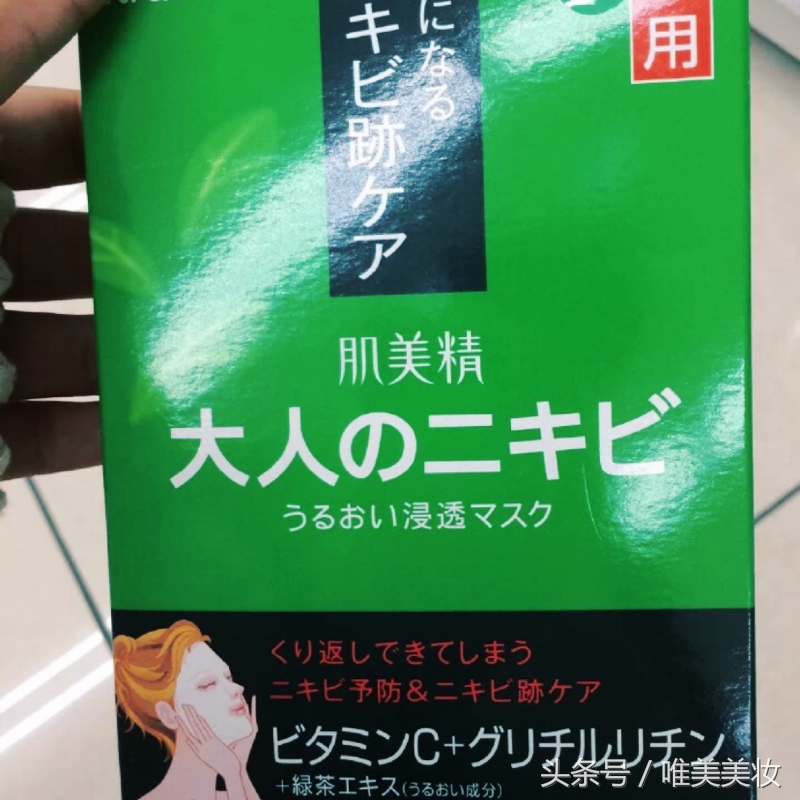 になる
キビ跡ケア
用
肌美精
大人のニキビ
うるおい浸透マスク
くり返しできてしまう
ニキビ予防&ニキビ跡ケア
ビタミンC+グリチルリチン
+緑茶エキス(うるおい成分)
头条号/唯美美妆